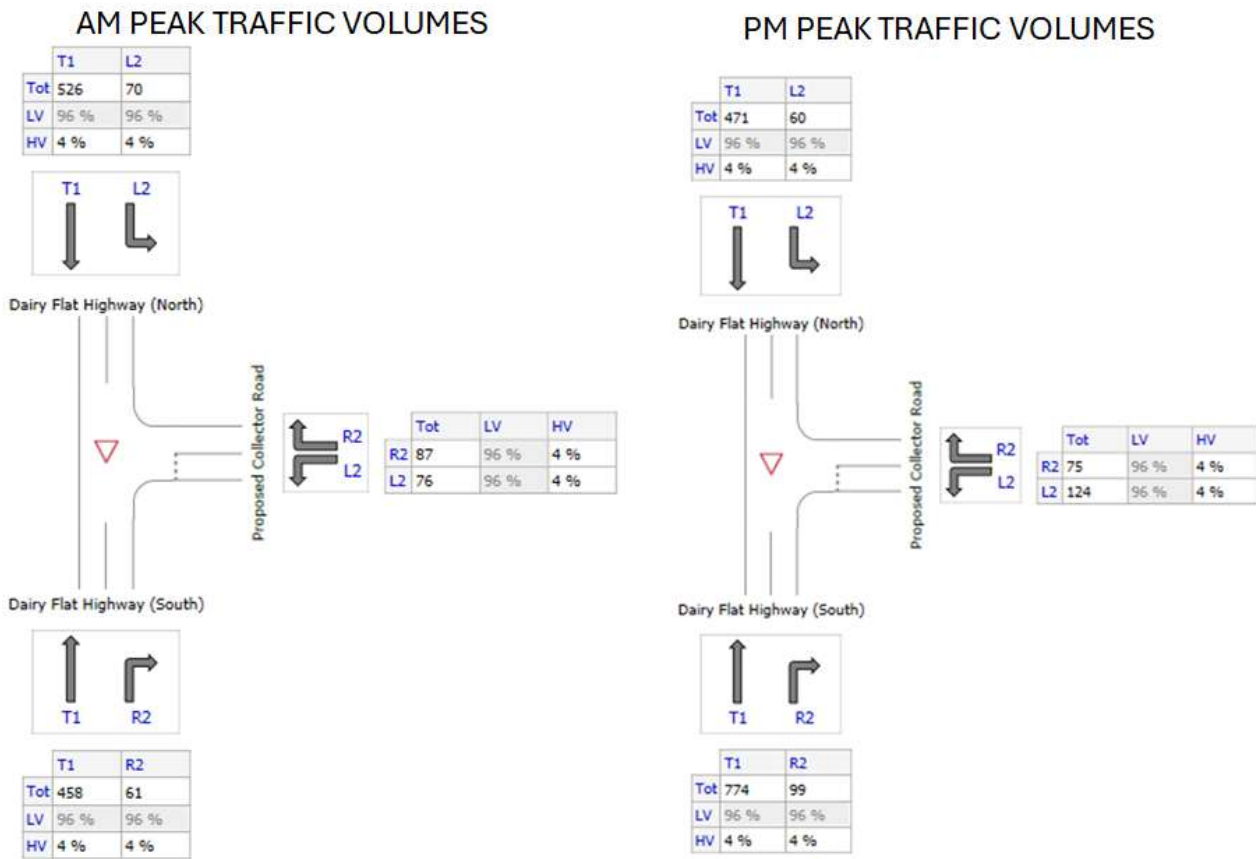 AM PEAK TRAFFIC VOLUMES
T1 L2
Tot 526 70
LV 96 % 96 %
HV 4 % 4 %
T1 L2
Dairy Flat Highway (North)
Proposed Collector Road
R2
L2
Tot LV HV
R2 87 96 % 4 %
L2 76 96 % 4 %
Dairy Flat Highway (South)
T1 R2
T1 R2
Tot 458 61
LV 96 % 96 %
HV 4 % 4 %
PM PEAK TRAFFIC VOLUMES
T1 L2
Tot 471 60
LV 96 % 96 %
HV 4 % 4 %
T1 L2
Dairy Flat Highway (North)
Proposed Collector Road
R2
L2
Tot LV HV
R2 75 96 % 4 %
L2 124 96 % 4 %
Dairy Flat Highway (South)
T1 R2
T1 R2
Tot 774 99
LV 96 % 96 %
HV 4 % 4 %